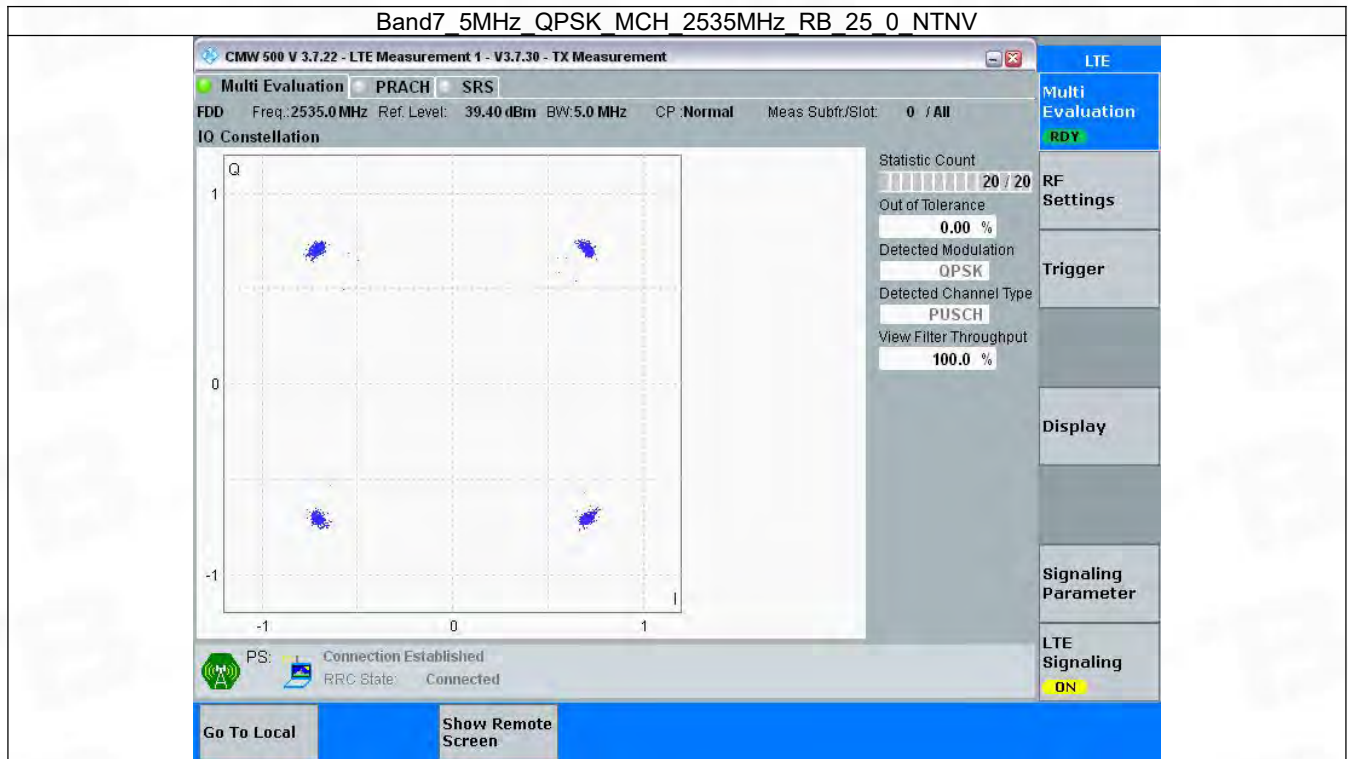 Band7_5MHz_QPSK_MCH_2535MHz_RB_25_0_NTNV
CMW 500 V 3.7.22 - LTE Measurement 1 - V3.7.30 - TX Measurement
LTE
Multi Evaluation PRACH SRS
FDD Freq.:2535.0 MHz Ref. Level: 39.40 dBm BW:5.0 MHz CP :Normal Meas Subfr./Slot: 0 / All
IQ Constellation
Q
1
0
-1
I
-1 0 1
Statistic Count
20 / 20
Out of Tolerance
0.00 %
Detected Modulation
QPSK
Detected Channel Type
PUSCH
View Filter Throughput
100.0 %
Multi
Evaluation
RDY
RF
Settings
Trigger
Display
Signaling
Parameter
LTE
Signaling
ON
PS: Connection Established
RRC State: Connected
Go To Local
Show Remote
Screen